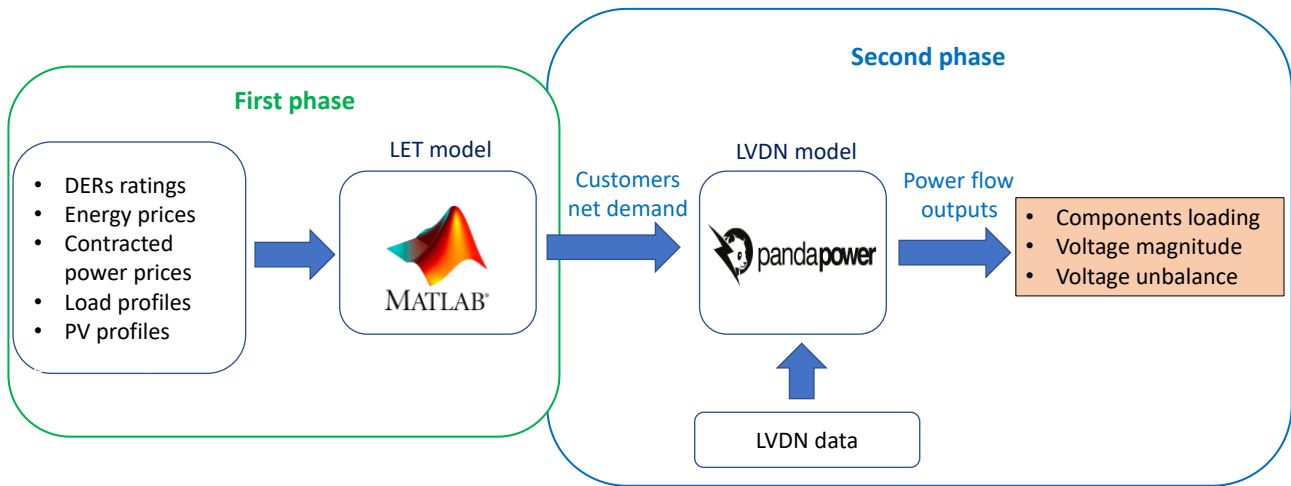 First phase
Second phase
• DERs ratings
• Energy prices
• Contracted
power prices
• Load profiles
• PV profiles
LET model
MATLAB®
Customers
net demand
LVDN model
pandapower
LVDN data
Power flow
outputs
• Components loading
• Voltage magnitude
• Voltage unbalance